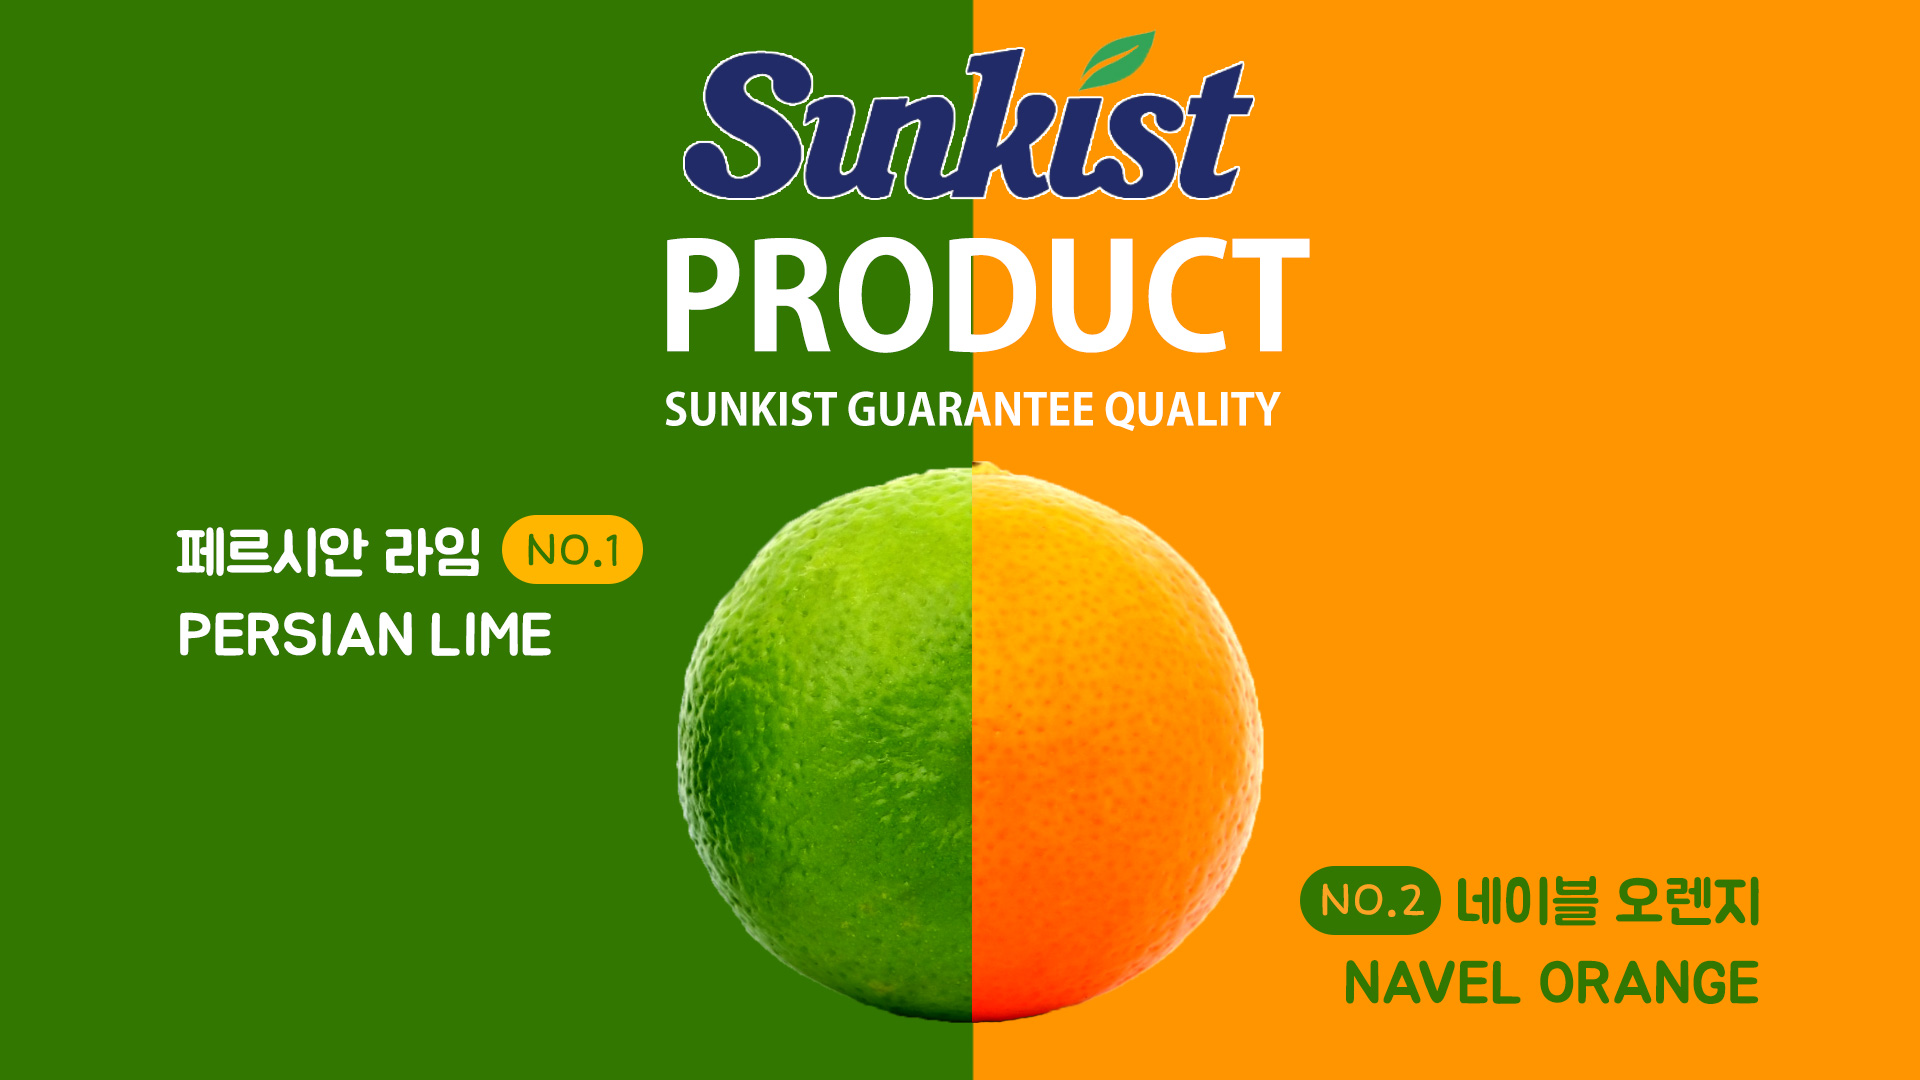 Sunkist
PRODUCT
SUNKIST GUARANTEE QUALITY
페르시안 라임 NO.1
PERSIAN LIME
NO.2 네이블 오렌지
NAVEL ORANGE